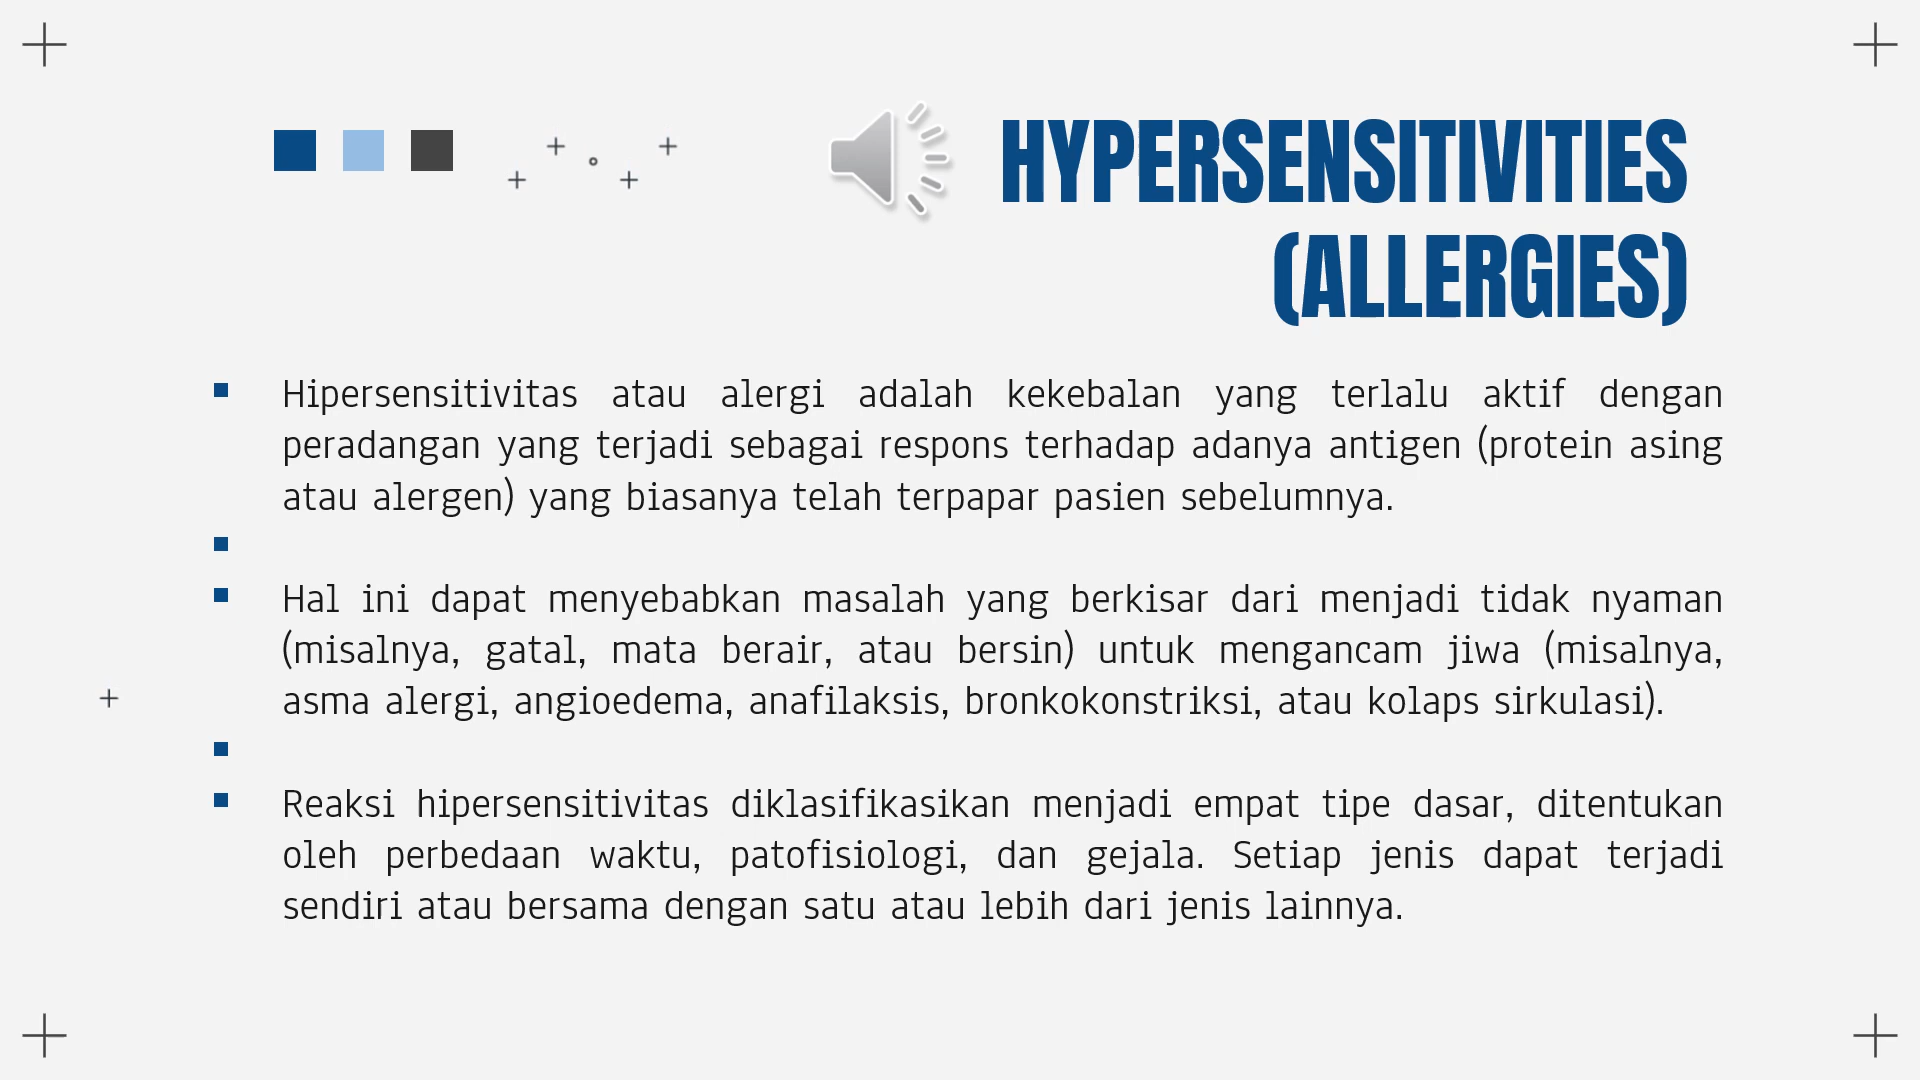 HYPERSENSITIVITIES
(ALLERGIES)
Hipersensitivitas atau alergi adalah kekebalan yang terlalu aktif dengan
peradangan yang terjadi sebagai respons terhadap adanya antigen (protein asing
atau alergen) yang biasanya telah terpapar pasien sebelumnya.
Hal ini dapat menyebabkan masalah yang berkisar dari menjadi tidak nyaman
(misalnya, gatal, mata berair, atau bersin) untuk mengancam jiwa (misalnya,
asma alergi, angioedema, anafilaksis, bronkokonstriksi, atau kolaps sirkulasi).
Reaksi hipersensitivitas diklasifikasikan menjadi empat tipe dasar, ditentukan
oleh perbedaan waktu, patofisiologi, dan gejala. Setiap jenis dapat terjadi
sendiri atau bersama dengan satu atau lebih dari jenis lainnya.